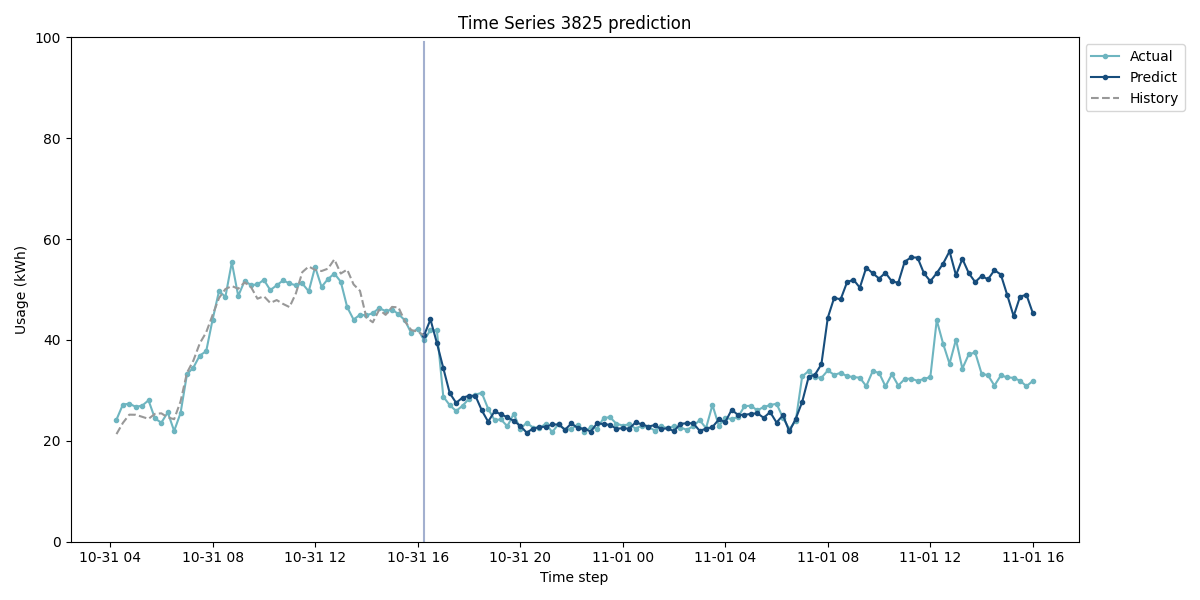 Time Series 3825 prediction
Usage (kWh)
100
80
60
40
20
0
10-31 04
10-31 08
10-31 12
10-31 16
10-31 20
11-01 00
11-01 04
11-01 08
11-01 12
11-01 16
Time step
Actual
Predict
History